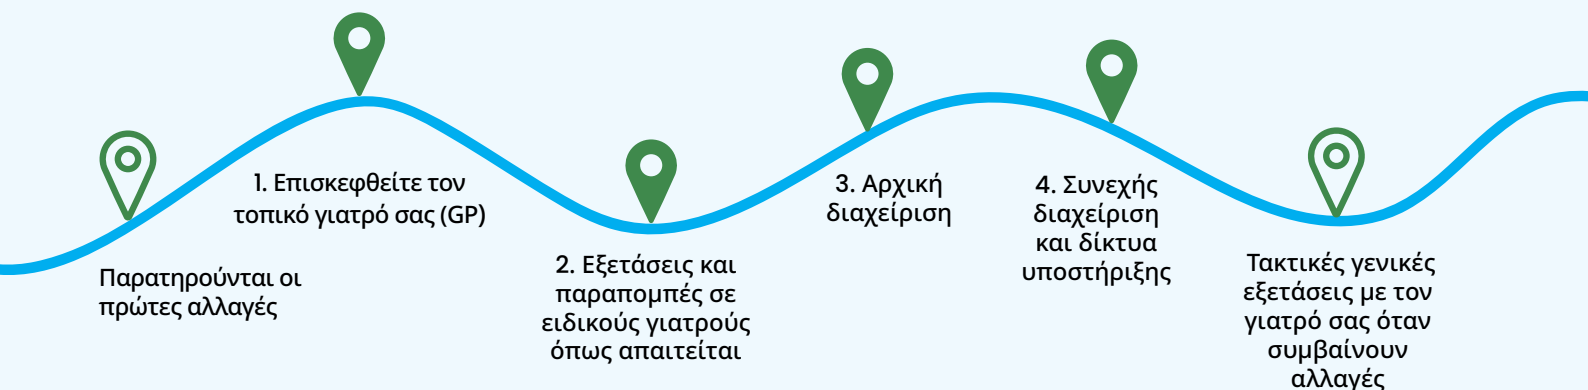 Παρατηρούνται οι
πρώτες αλλαγές
1. Επισκεφθείτε τον
τοπικό γιατρό σας (GP)
2. Εξετάσεις και
παραπομπές σε
ειδικούς γιατρούς
όπως απαιτείται
3. Αρχική
διαχείριση
4. Συνεχής
διαχείριση
και δίκτυα
υποστήριξης
Τακτικές γενικές
εξετάσεις με τον
γιατρό σας όταν
συμβαίνουν
αλλαγές